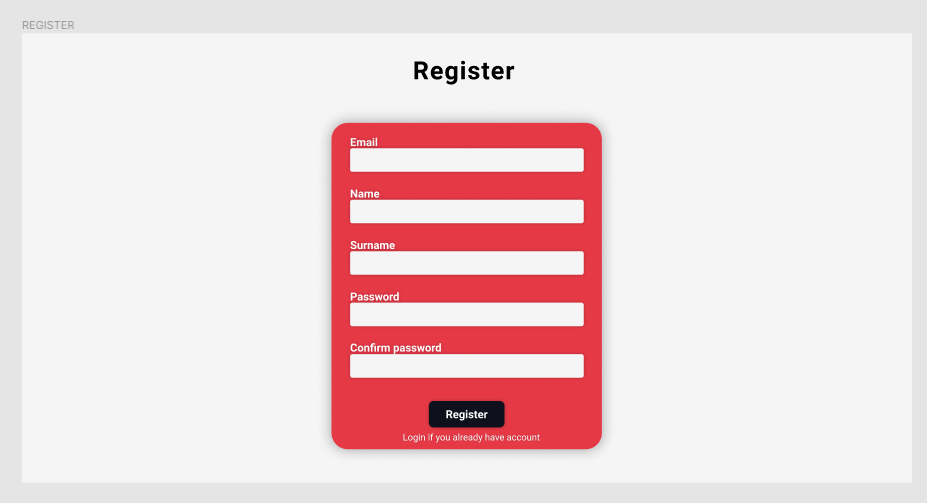 REGISTER
Register
Email
Name
Surname
Password
Confirm password
Register
Login if you already have account